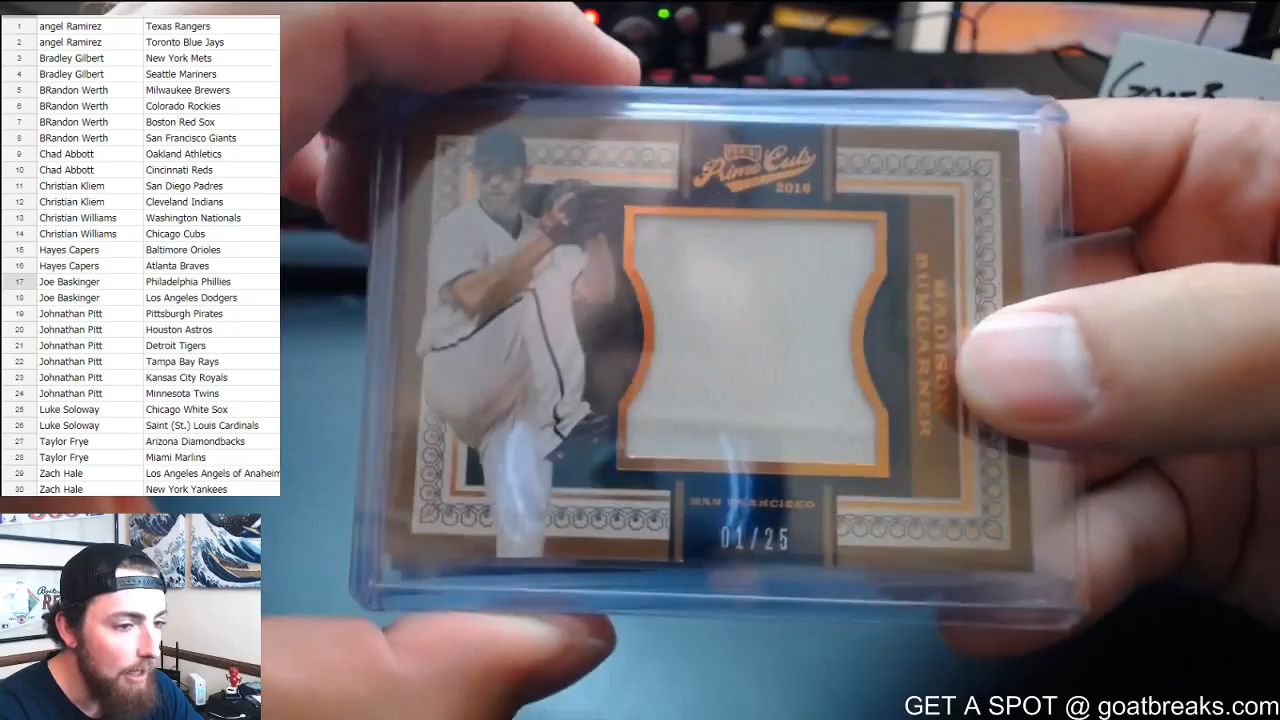 1 angel Ramirez Texas Rangers
2 angel Ramirez Toronto Blue Jays
3 Bradley Gilbert New York Mets
4 Bradley Gilbert Seattle Mariners
5 BRandon Werth Milwaukee Brewers
6 BRandon Werth Colorado Rockies
7 BRandon Werth Boston Red Sox
8 BRandon Werth San Francisco Giants
9 Chad Abbott Oakland Athletics
10 Chad Abbott Cincinnati Reds
11 Christian Kliem San Diego Padres
12 Christian Kliem Cleveland Indians
13 Christian Williams Washington Nationals
14 Christian Williams Chicago Cubs
15 Hayes Capers Baltimore Orioles
16 Hayes Capers Atlanta Braves
17 Joe Baskinger Philadelphia Phillies
18 Joe Baskinger Los Angeles Dodgers
19 Johnathan Pitt Pittsburgh Pirates
20 Johnathan Pitt Houston Astros
21 Johnathan Pitt Detroit Tigers
22 Johnathan Pitt Tampa Bay Rays
23 Johnathan Pitt Kansas City Royals
24 Johnathan Pitt Minnesota Twins
25 Luke Soloway Chicago White Sox
26 Luke Soloway Saint (St.) Louis Cardinals
27 Taylor Frye Arizona Diamondbacks
28 Taylor Frye Miami Marlins
29 Zach Hale Los Angeles Angels of Anaheim
30 Zach Hale New York Yankees
Prime Cuts
2016
MADISON
BUMGARNER
SAN FRANCISCO
01/25
GET A SPOT @ goatbreaks.com